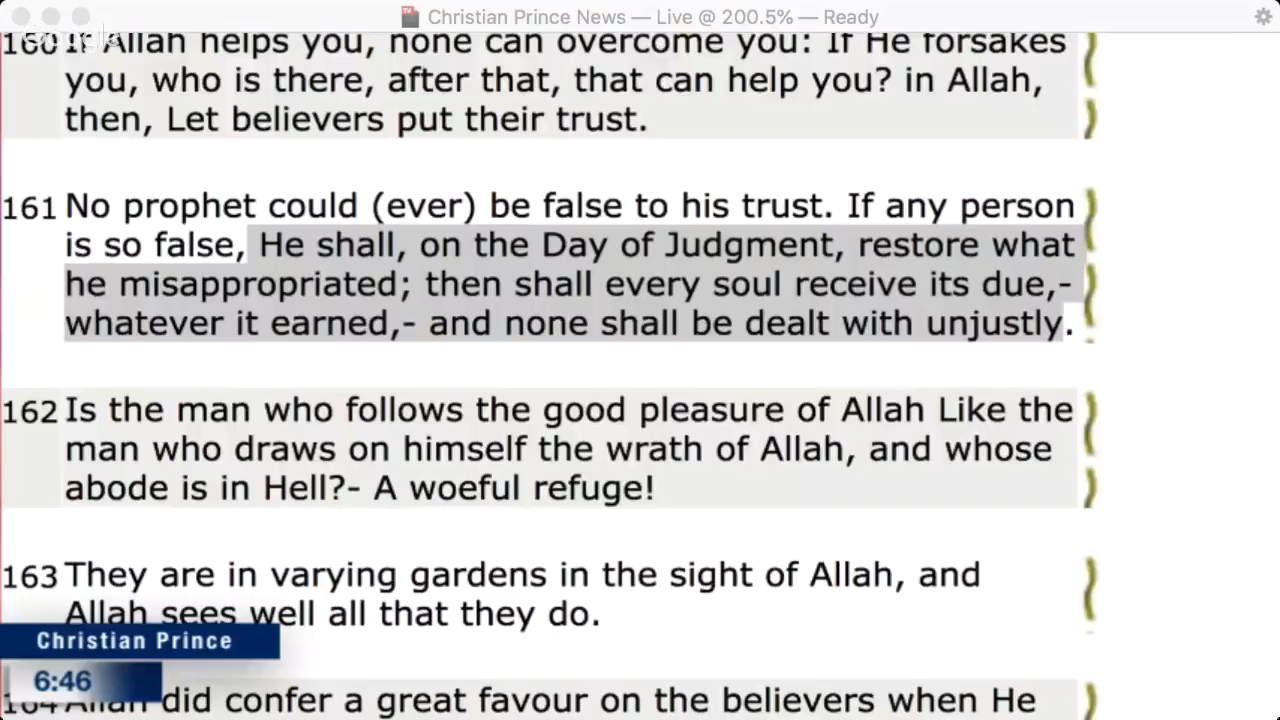 Christian Prince News — Live @ 200.5% — Ready
Google
160 If Allah helps you, none can overcome you: If He forsakes
you, who is there, after that, that can help you? in Allah,
then, Let believers put their trust.
161 No prophet could (ever) be false to his trust. If any person
is so false, He shall, on the Day of Judgment, restore what
he misappropriated; then shall every soul receive its due,-
whatever it earned,- and none shall be dealt with unjustly.
162 Is the man who follows the good pleasure of Allah Like the
man who draws on himself the wrath of Allah, and whose
abode is in Hell?- A woeful refuge!
163 They are in varying gardens in the sight of Allah, and
Allah sees well all that they do.
Christian Prince
6:46
164 Allah did confer a great favour on the believers when He